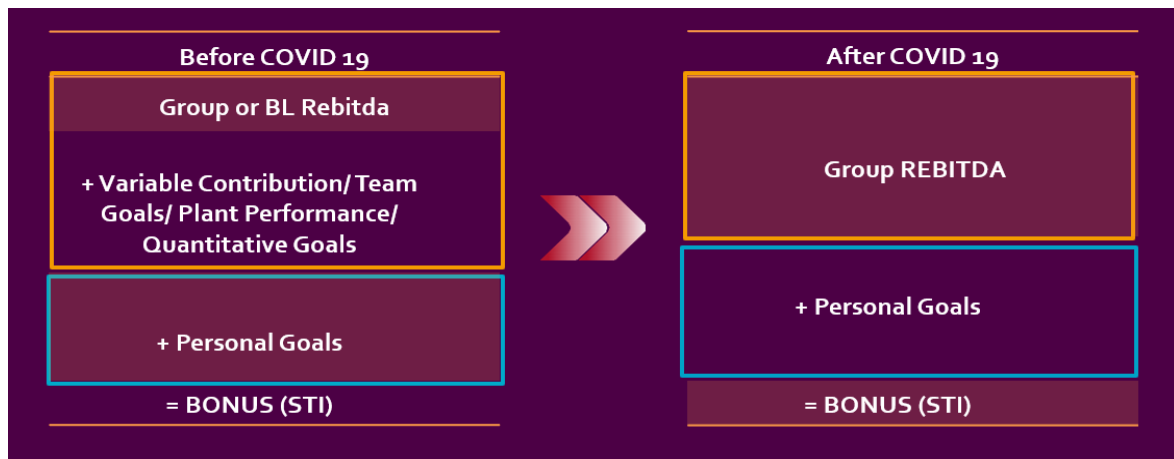 Before COVID 19
Group or BL Rebitda
+ Variable Contribution/ Team
Goals/ Plant Performance/
Quantitative Goals
+ Personal Goals
= BONUS (STI)
After COVID 19
Group REBITDA
+ Personal Goals
= BONUS (STI)